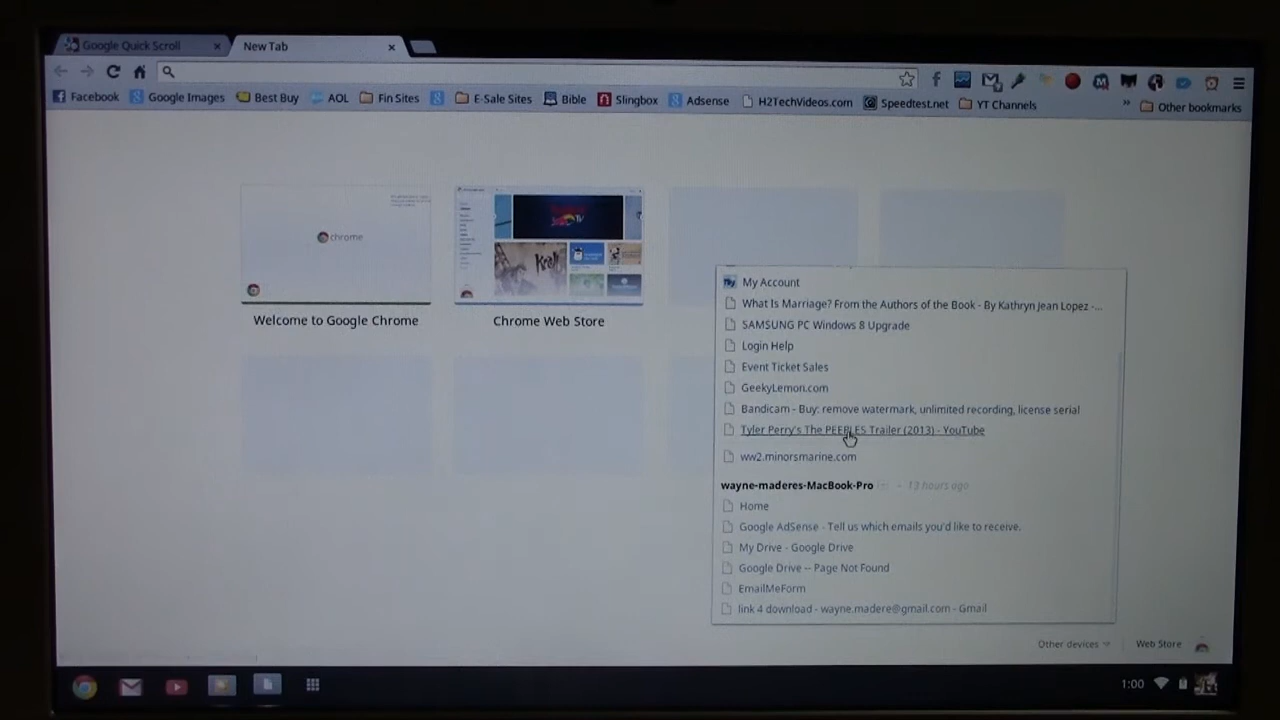 Google Quick Scroll
New Tab
Facebook Google Images Best Buy AOL Fin Sites E-Sale Sites Bible Slingbox Adsense H2TechVideos.com Speedtest.net YT Channels » Other bookmarks
chrome
Welcome to Google Chrome
Chrome Web Store
My Account
What Is Marriage? From the Authors of the Book - By Kathryn Jean Lopez -...
SAMSUNG PC Windows 8 Upgrade
Login Help
Event Ticket Sales
GeekyLemon.com
Bandicam - Buy: remove watermark, unlimited recording, license serial
Tyler Perry's The PEEPLES Trailer (2013) - YouTube
ww2.minorsmarine.com
wayne-maderes-MacBook-Pro - 13 hours ago
Home
Google AdSense - Tell us which emails you'd like to receive.
My Drive - Google Drive
Google Drive -- Page Not Found
EmailMeForm
link 4 download - wayne.madere@gmail.com - Gmail
Other devices
Web Store
1:00